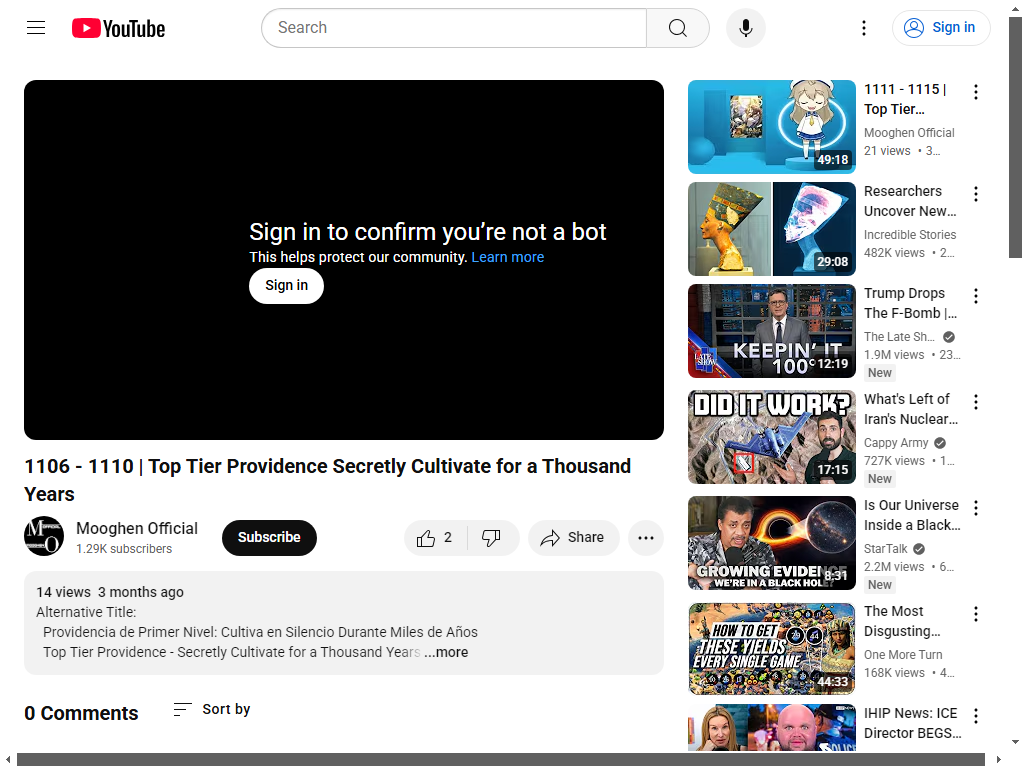 YouTube
Search
Sign in
Sign in to confirm you're not a bot
This helps protect our community. Learn more
Sign in
1106 - 1110 | Top Tier Providence Secretly Cultivate for a Thousand
Years
Mooghen Official
1.29K subscribers
Subscribe
2
Share
14 views 3 months ago
Alternative Title:
Providencia de Primer Nivel: Cultiva en Silencio Durante Miles de Años
Top Tier Providence - Secretly Cultivate for a Thousand Years ...more
0 Comments
Sort by
49:18
1111 - 1115 |
Top Tier...
Mooghen Official
21 views • 3...
29:08
Researchers
Uncover New...
Incredible Stories
482K views • 2...
LATE SHOW
KEEPIN' IT
100%
12:19
Trump Drops
The F-Bomb |...
The Late Sh...
1.9M views • 23...
New
DID IT WORK?
17:15
What's Left of
Iran's Nuclear...
Cappy Army
727K views • 1...
New
GROWING EVIDENCE
WE'RE IN A BLACK HOLE?
8:31
Is Our Universe
Inside a Black...
StarTalk
2.2M views • 6...
New
HOW TO GET
THESE YIELDS
EVERY SINGLE GAME
79 44
44:33
The Most
Disgusting...
One More Turn
168K views • 4...
IHIP News: ICE
Director BEGS...